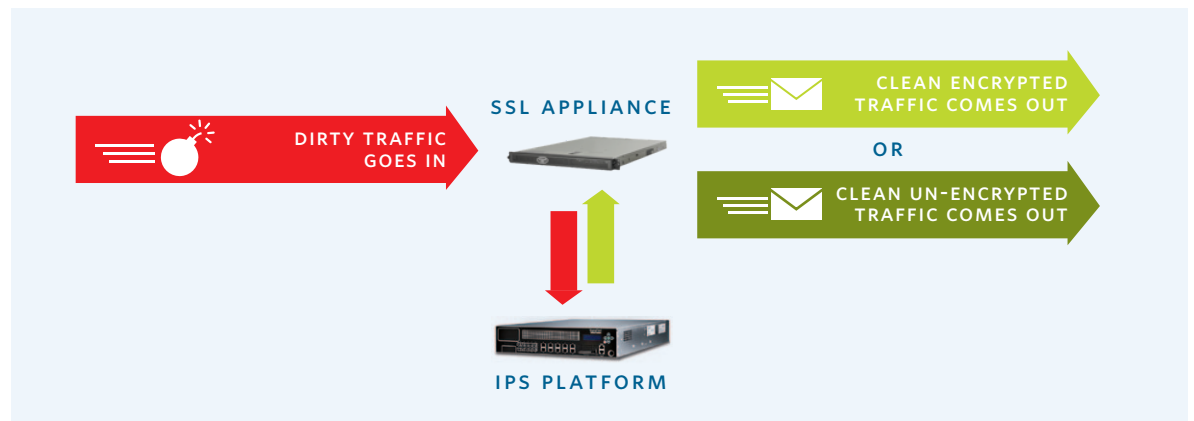 DIRTY TRAFFIC
GOES IN
SSL APPLIANCE
CLEAN ENCRYPTED
TRAFFIC COMES OUT
OR
CLEAN UN-ENCRYPTED
TRAFFIC COMES OUT
IPS PLATFORM